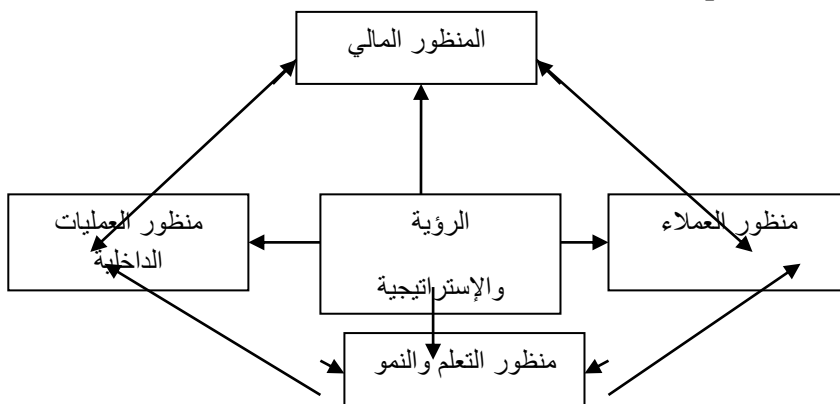 المنظور المالي
منظور العملاء
الرؤية
والإستراتيجية
منظور العمليات
الداخلية
منظور التعلم والنمو